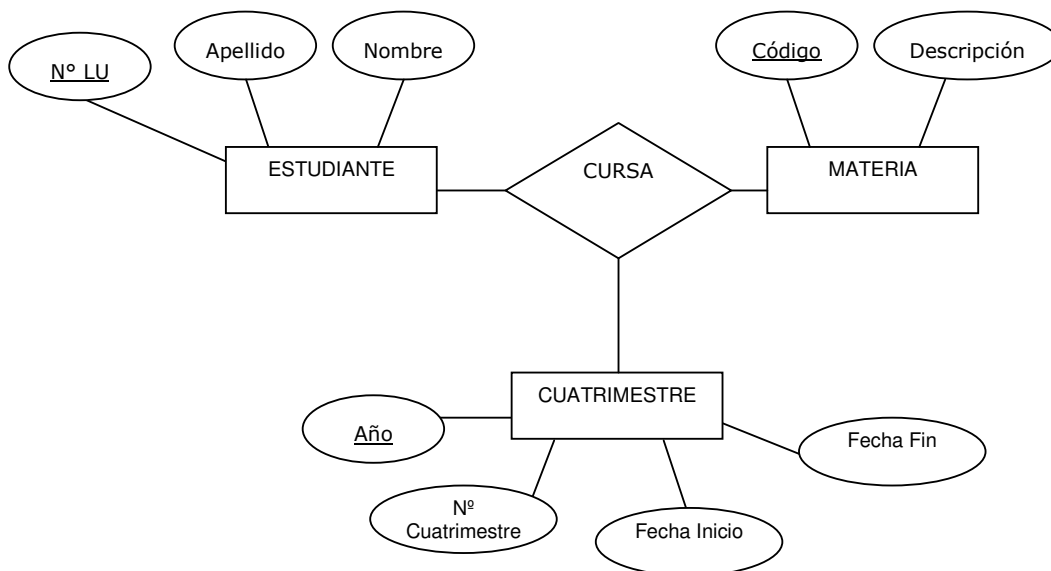 N° LU
Apellido
Nombre
Código
Descripción
ESTUDIANTE
CURSA
MATERIA
CUATRIMESTRE
Año
Nº
Cuatrimestre
Fecha Inicio
Fecha Fin